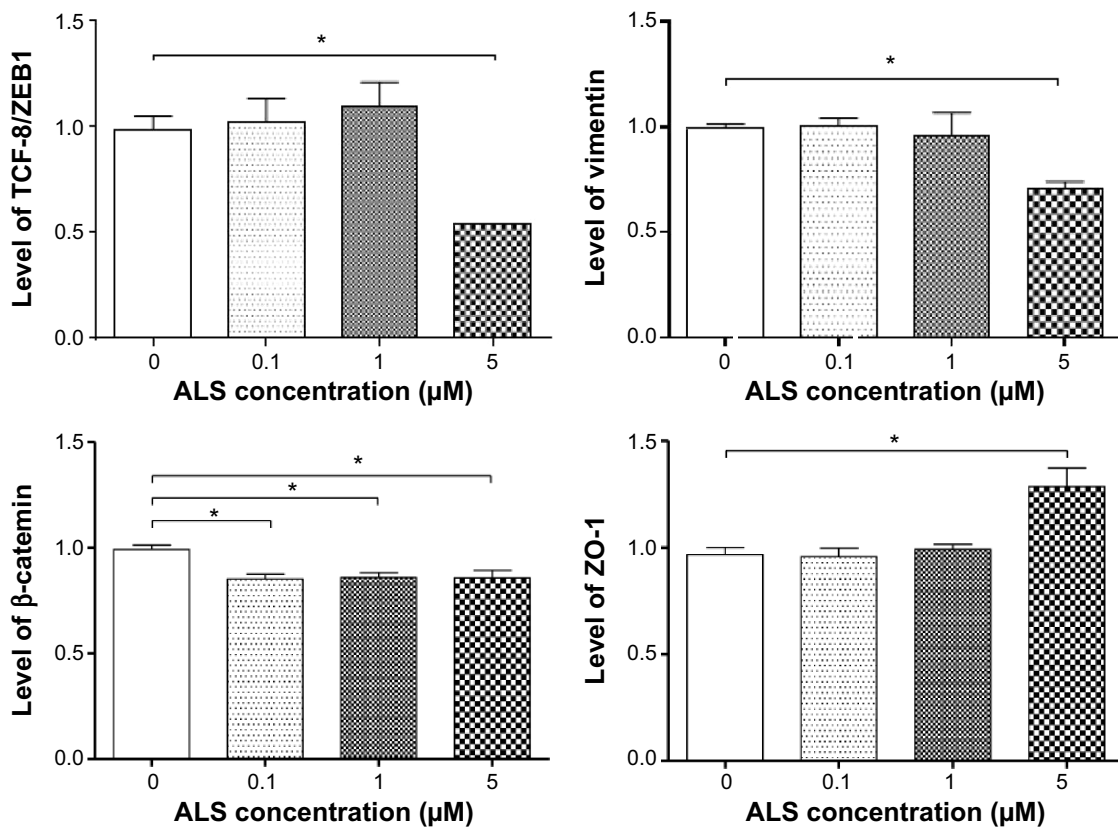 Level of TCF-8/ZEB1
1.5
1.0
0.5
0.0
*
0 0.1 1 5
ALS concentration (µM)
Level of vimentin
1.5
1.0
0.5
0.0
*
0 0.1 1 5
ALS concentration (µM)
Level of β-catemin
1.5
1.0
0.5
0.0
*
*
*
0 0.1 1 5
ALS concentration (µM)
Level of ZO-1
1.5
1.0
0.5
0.0
*
0 0.1 1 5
ALS concentration (µM)